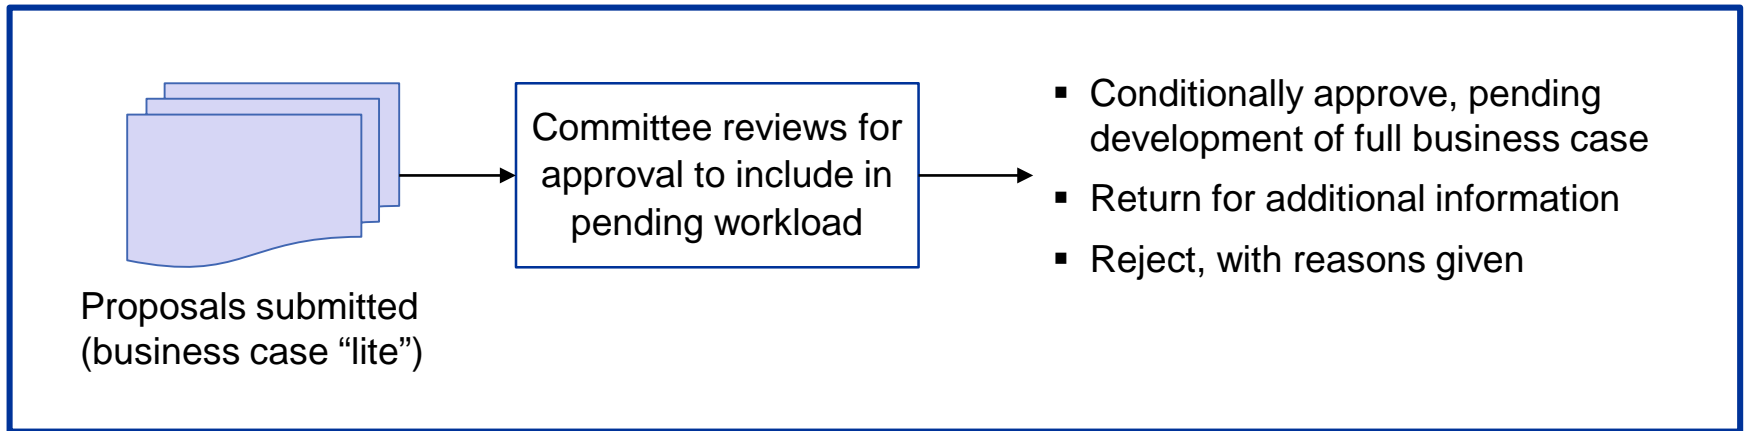 Proposals submitted
(business case “lite”)
Committee reviews for
approval to include in
pending workload
▪ Conditionally approve, pending
development of full business case
▪ Return for additional information
▪ Reject, with reasons given